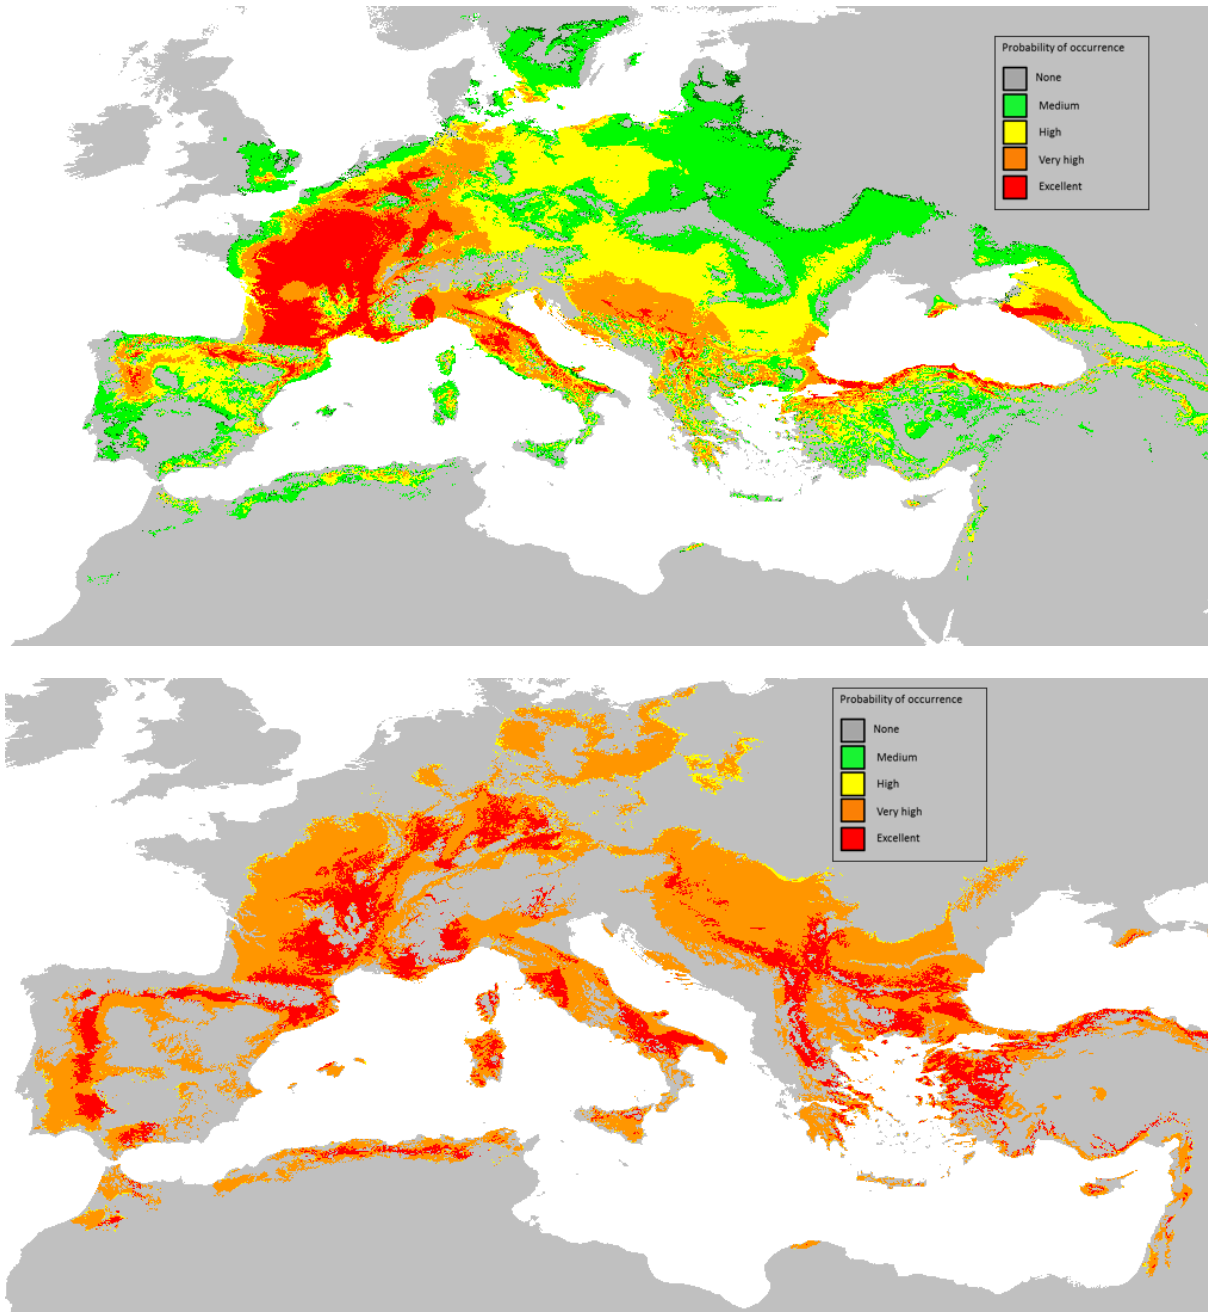 Probability of occurrence
None
Medium
High
Very high
Excellent
Probability of occurrence
None
Medium
High
Very high
Excellent